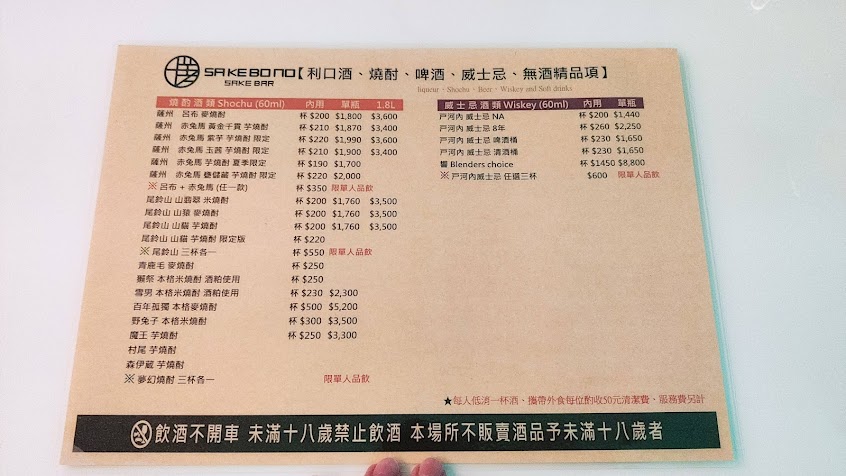 SAKEBONO【利口酒、燒酎、啤酒、威士忌、無酒精品項】
SAKE BAR
liqueur、Shochu、Beer、Wiskey and Soft drinks
燒酌酒類Shochu (60ml) 內用 單瓶 1.8L
薩州 呂布 麥燒酎 杯 $200 $1,800 $3,600
薩州 赤兔馬 黃金千貫 芋燒酎 杯 $210 $1,870 $3,400
薩州 赤兔馬 紫芋 芋燒酎 限定 杯 $220 $1,990 $3,600
薩州 赤兔馬 玉茜 芋燒酎 限定 杯 $210 $1,900 $3,400
薩州 赤兔馬 芋燒酎 夏季限定 杯 $190 $1,700
薩州 赤兔馬 甕儲藏 芋燒酎 限定 杯 $220 $2,000
※ 呂布 + 赤兔馬 (任一款) 杯 $350 限單人品飲
尾鈴山 山翡翠 米燒酎 杯 $200 $1,760 $3,500
尾鈴山 山猿 麥燒酎 杯 $200 $1,760 $3,500
尾鈴山 山貓 芋燒酎 杯 $200 $1,760 $3,500
尾鈴山 山貓 芋燒酎 限定版 杯 $220
※ 尾鈴山 三杯各一 杯 $550 限單人品飲
青鹿毛 麥燒酎 杯 $250
獺祭 本格米燒酎 酒粕使用 杯 $250
雪男 本格米燒酎 酒粕使用 杯 $230 $2,300
百年孤獨 本格麥燒酎 杯 $500 $5,200
野兔子 本格米燒酎 杯 $300 $3,500
魔王 芋燒酎 杯 $250 $3,300
村尾 芋燒酎
森伊蔵 芋燒酎
※ 夢幻燒酎 三杯各一 限單人品飲
威士忌酒類 Wiskey (60ml) 內用 單瓶
戸河內 威士忌 NA 杯 $200 $1,440
戸河內 威士忌 8年 杯 $260 $2,250
戸河內 威士忌 啤酒桶 杯 $230 $1,650
戸河內 威士忌 清酒桶 杯 $230 $1,650
響 Blenders choice 杯 $1450 $8,800
※ 戸河內威士忌 任選三杯 $600 限單人品飲
★每人低消一杯酒、攜帶外食每位酌收50元清潔費、服務費另計
飲酒不開車 未滿十八歲禁止飲酒 本場所不販賣酒品予未滿十八歲者